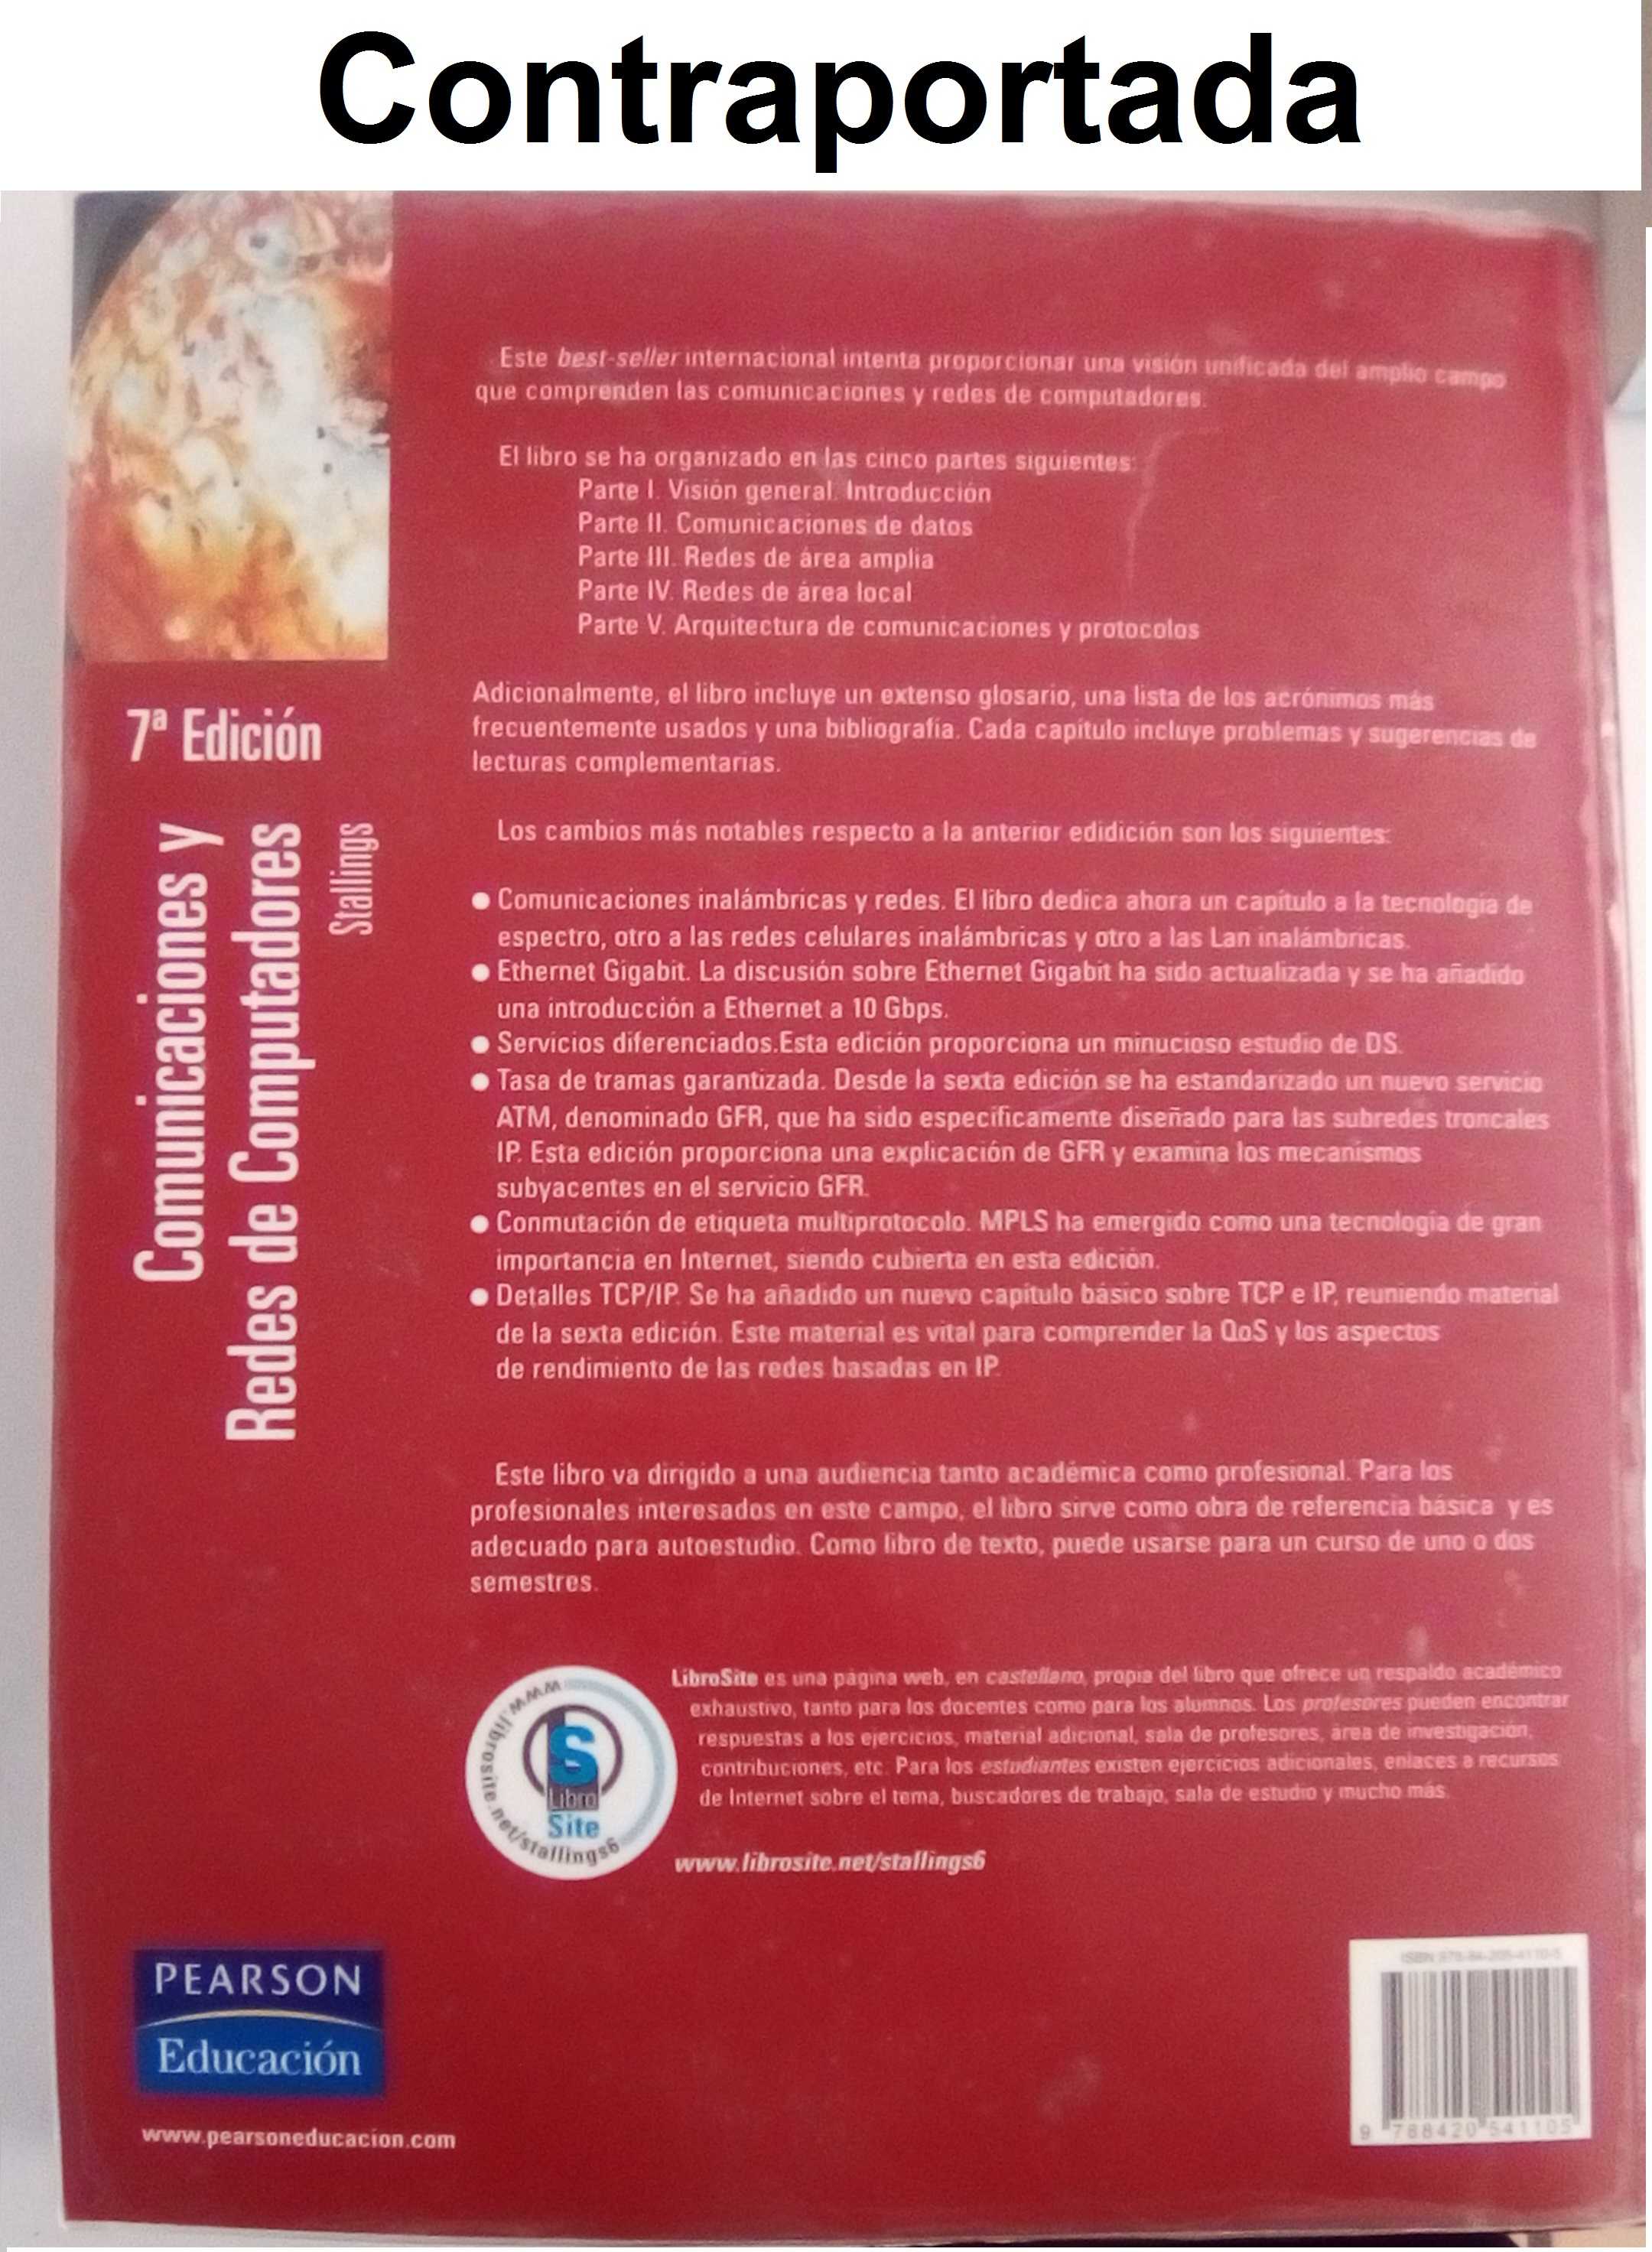 Contraportada
Este best-seller internacional intenta proporcionar una visión unificada del amplio campo
que comprenden las comunicaciones y redes de computadores.
El libro se ha organizado en las cinco partes siguientes:
Parte I. Visión general. Introducción
Parte II. Comunicaciones de datos
Parte III. Redes de área amplia
Parte IV. Redes de área local
Parte V. Arquitectura de comunicaciones y protocolos
Adicionalmente, el libro incluye un extenso glosario, una lista de los acrónimos más
frecuentemente usados y una bibliografía. Cada capítulo incluye problemas y sugerencias de
lecturas complementarias.
Los cambios más notables respecto a la anterior edidición son los siguientes:
● Comunicaciones inalámbricas y redes. El libro dedica ahora un capítulo a la tecnología de
espectro, otro a las redes celulares inalámbricas y otro a las Lan inalámbricas.
● Ethernet Gigabit. La discusión sobre Ethernet Gigabit ha sido actualizada y se ha añadido
una introducción a Ethernet a 10 Gbps.
● Servicios diferenciados.Esta edición proporciona un minucioso estudio de DS.
● Tasa de tramas garantizada. Desde la sexta edición se ha estandarizado un nuevo servicio
ATM, denominado GFR, que ha sido específicamente diseñado para las subredes troncales
IP. Esta edición proporciona una explicación de GFR y examina los mecanismos
subyacentes en el servicio GFR.
● Conmutación de etiqueta multiprotocolo. MPLS ha emergido como una tecnología de gran
importancia en Internet, siendo cubierta en esta edición.
● Detalles TCP/IP. Se ha añadido un nuevo capítulo básico sobre TCP e IP, reuniendo material
de la sexta edición. Este material es vital para comprender la QoS y los aspectos
de rendimiento de las redes basadas en IP.
Este libro va dirigido a una audiencia tanto académica como profesional. Para los
profesionales interesados en este campo, el libro sirve como obra de referencia básica y es
adecuado para autoestudio. Como libro de texto, puede usarse para un curso de uno o dos
semestres.
LibroSite es una página web, en castellano, propia del libro que ofrece un respaldo académico
exhaustivo, tanto para los docentes como para los alumnos. Los profesores pueden encontrar
respuestas a los ejercicios, material adicional, sala de profesores, área de investigación,
contribuciones, etc. Para los estudiantes existen ejercicios adicionales, enlaces a recursos
de Internet sobre el tema, buscadores de trabajo, sala de estudio y mucho más.
www.librosite.net/stallings6
www.librosite.net/stallings6
LS
Libro
Site
7ª Edición
Comunicaciones y
Redes de Computadores
Stallings
PEARSON
Educación
www.pearsoneducacion.com
ISBN 978-84-205-4110-5
9 788420 541105